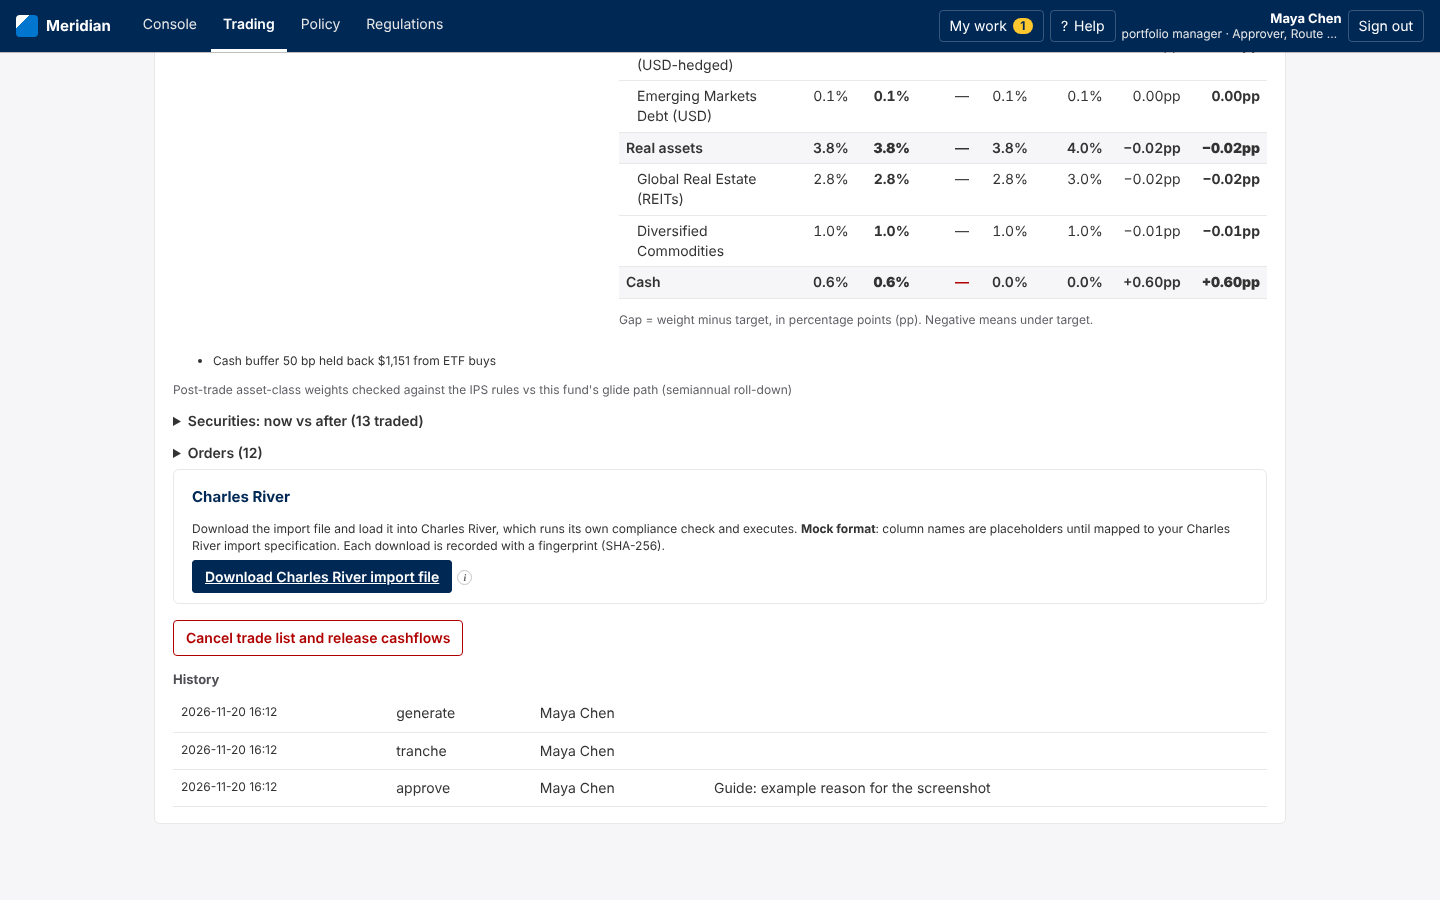 Meridian Console Trading Policy Regulations My work 1 ? Help Maya Chen Sign out
portfolio manager · Approver, Route ...
(USD-hedged)
Emerging Markets 0.1% 0.1% — 0.1% 0.1% 0.00pp 0.00pp
Debt (USD)
Real assets 3.8% 3.8% — 3.8% 4.0% −0.02pp −0.02pp
Global Real Estate 2.8% 2.8% — 2.8% 3.0% −0.02pp −0.02pp
(REITs)
Diversified 1.0% 1.0% — 1.0% 1.0% −0.01pp −0.01pp
Commodities
Cash 0.6% 0.6% — 0.0% 0.0% +0.60pp +0.60pp
Gap = weight minus target, in percentage points (pp). Negative means under target.
• Cash buffer 50 bp held back $1,151 from ETF buys
Post-trade asset-class weights checked against the IPS rules vs this fund's glide path (semiannual roll-down)
▶ Securities: now vs after (13 traded)
▶ Orders (12)
Charles River
Download the import file and load it into Charles River, which runs its own compliance check and executes. Mock format: column names are placeholders until mapped to your Charles
River import specification. Each download is recorded with a fingerprint (SHA-256).
Download Charles River import file i
Cancel trade list and release cashflows
History
2026-11-20 16:12 generate Maya Chen
2026-11-20 16:12 tranche Maya Chen
2026-11-20 16:12 approve Maya Chen Guide: example reason for the screenshot